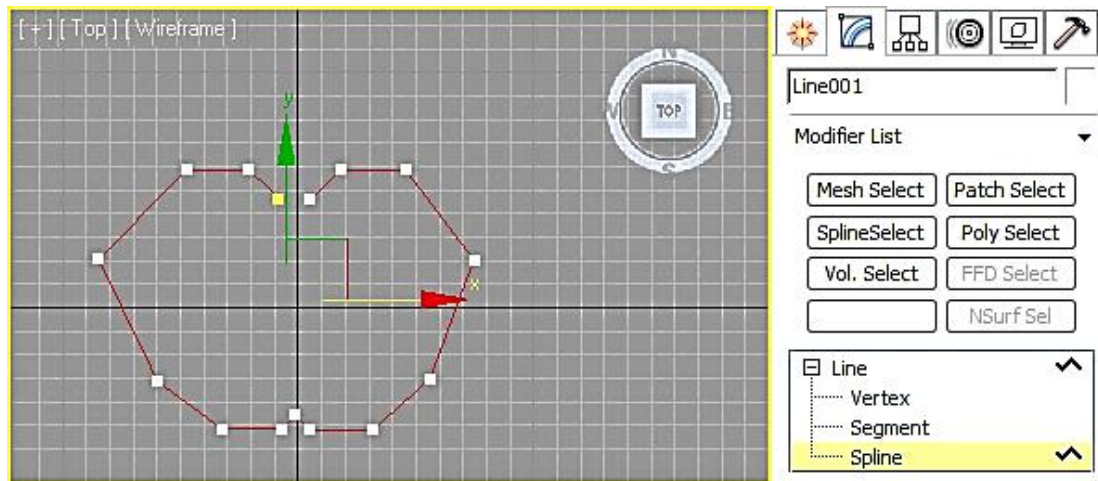 [ + ] [ Top ] [ Wireframe ]
N
TOP
E
S
y
x
Line001
Modifier List
Mesh Select
Patch Select
SplineSelect
Poly Select
Vol. Select
FFD Select
NSurf Sel
Line
Vertex
Segment
Spline